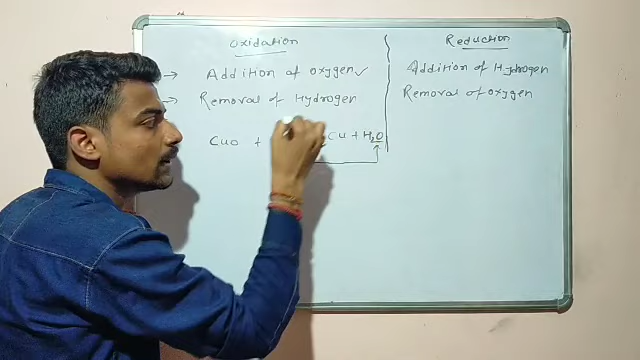 Oxidation
→ Addition of oxygen ✓
→ Removal of Hydrogen
CuO + Cu + H₂O
Reduction
Addition of Hydrogen
Removal of oxygen